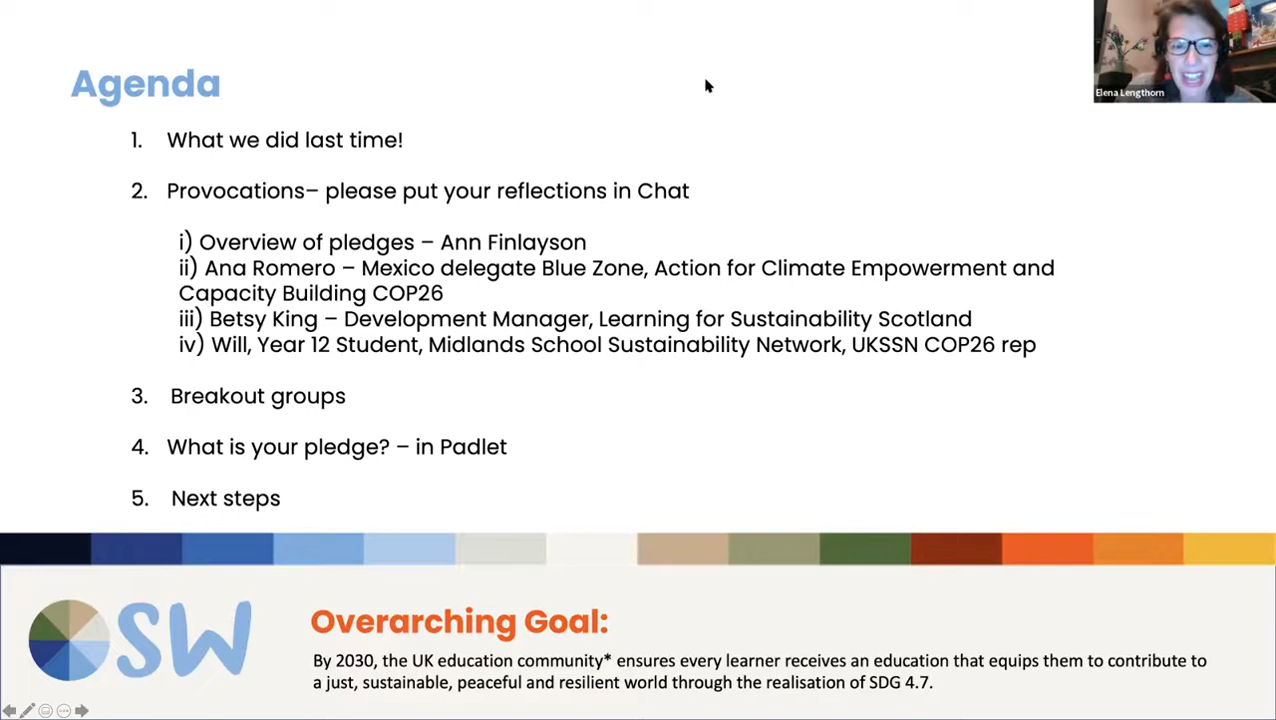 Agenda
Elena Lengthorn
1. What we did last time!
2. Provocations– please put your reflections in Chat
i) Overview of pledges – Ann Finlayson
ii) Ana Romero – Mexico delegate Blue Zone, Action for Climate Empowerment and
Capacity Building COP26
iii) Betsy King – Development Manager, Learning for Sustainability Scotland
iv) Will, Year 12 Student, Midlands School Sustainability Network, UKSSN COP26 rep
3. Breakout groups
4. What is your pledge? – in Padlet
5. Next steps
OSW
Overarching Goal:
By 2030, the UK education community* ensures every learner receives an education that equips them to contribute to
a just, sustainable, peaceful and resilient world through the realisation of SDG 4.7.